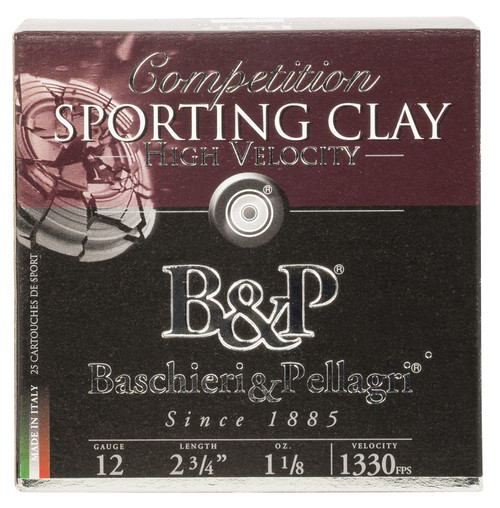 Competition
SPORTING CLAY
HIGH VELOCITY
®
B&P®
Baschieri&Pellagri®
Since 1885
GAUGE LENGTH OZ. VELOCITY
12 2 3/4” 1 1/8 1330 FPS
25 CARTOUCHES DE SPORT
MADE IN ITALY